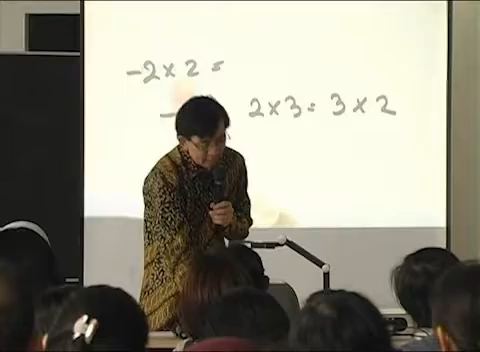 -2 x 2 =
2 x 3 = 3 x 2